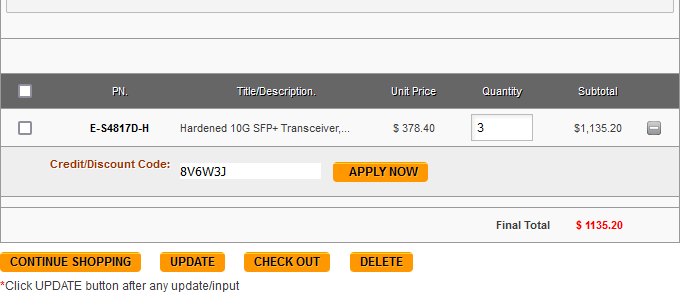 PN. Title/Description. Unit Price Quantity Subtotal
E-S4817D-H Hardened 10G SFP+ Transceiver,... $ 378.40 3 $1,135.20
Credit/Discount Code: 8V6W3J APPLY NOW
Final Total $ 1135.20
CONTINUE SHOPPING UPDATE CHECK OUT DELETE
*Click UPDATE button after any update/input